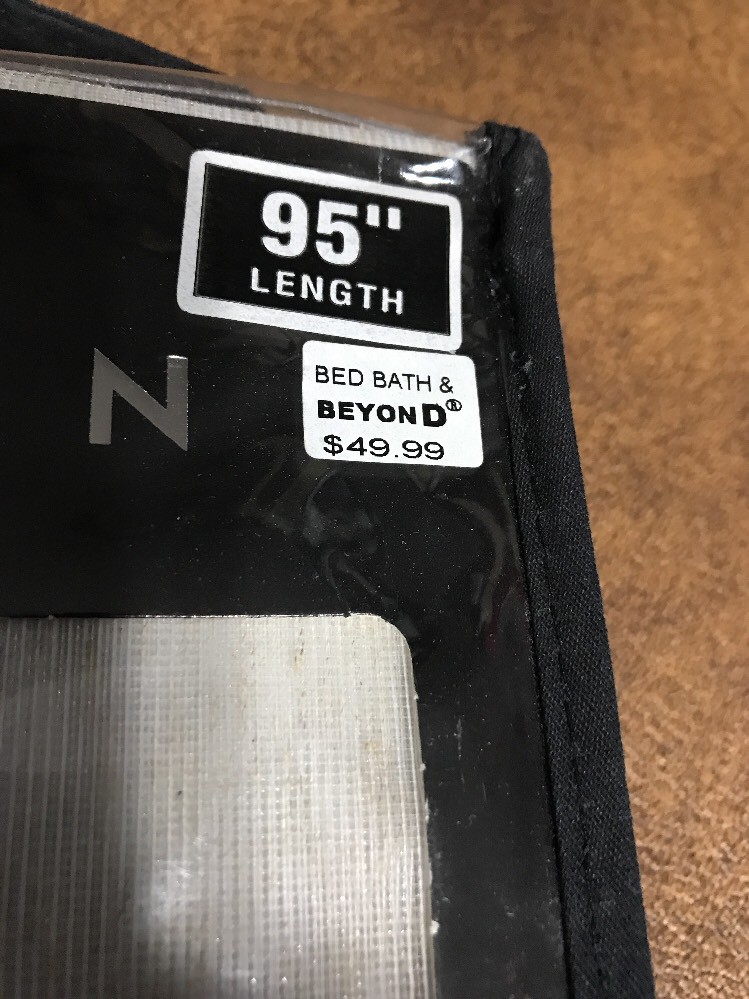 95"
LENGTH
N
BED BATH &
BEYOND®
$49.99